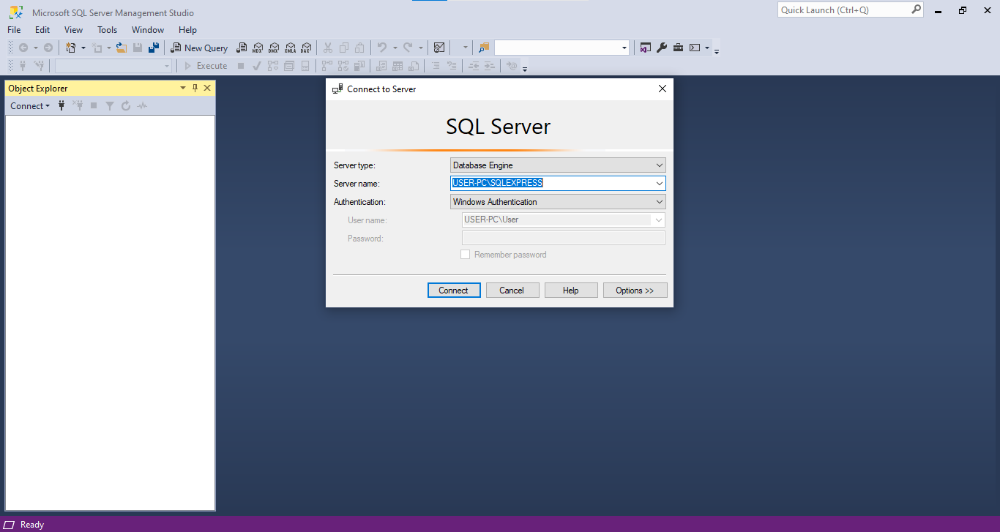 Microsoft SQL Server Management Studio
Quick Launch (Ctrl+Q)
File Edit View Tools Window Help
New Query MDX DMX XMLA DAX
Execute
Object Explorer
Connect
Connect to Server
SQL Server
Server type: Database Engine
Server name: USER-PC\SQLEXPRESS
Authentication: Windows Authentication
User name: USER-PC\User
Password:
Remember password
Connect Cancel Help Options >>
Ready